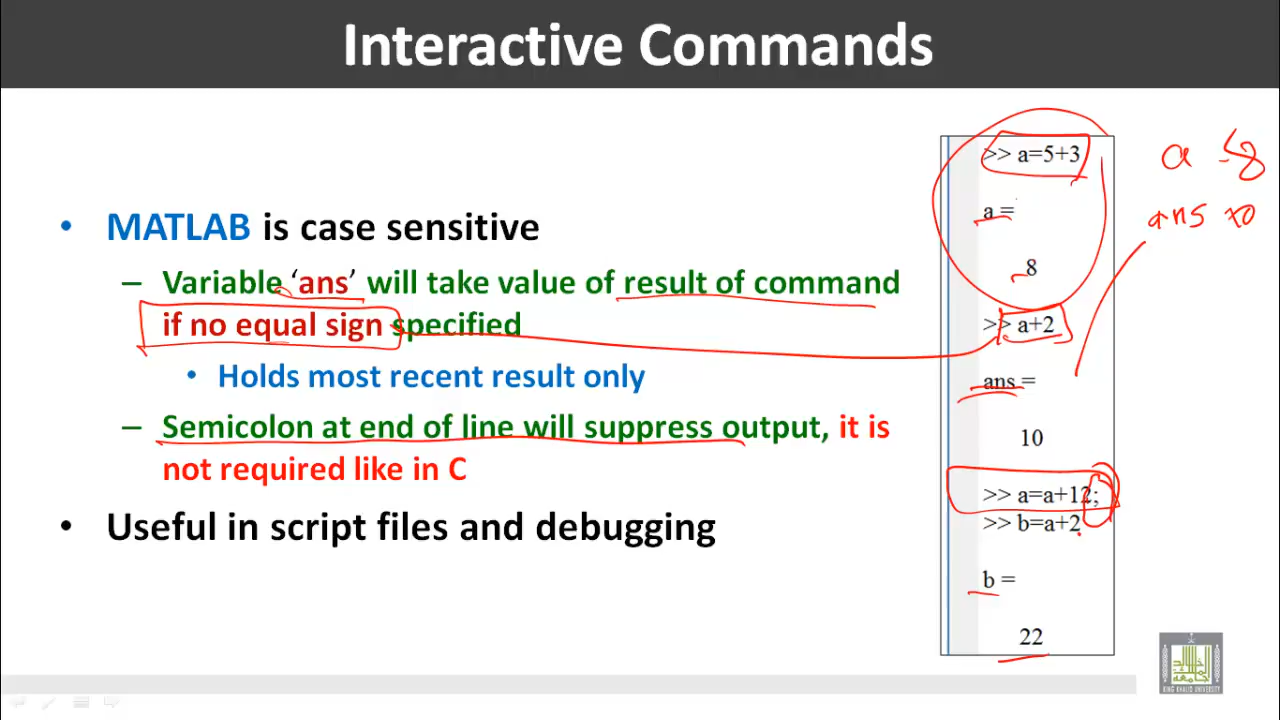 Interactive Commands
• MATLAB is case sensitive
– Variable ‘ans’ will take value of result of command
if no equal sign specified
• Holds most recent result only
– Semicolon at end of line will suppress output, it is
not required like in C
• Useful in script files and debugging
>> a=5+3
a =
8
>> a+2
ans =
10
>> a=a+12;
>> b=a+2
b =
22
a 8
ans 10
KING KHALID UNIVERSITY